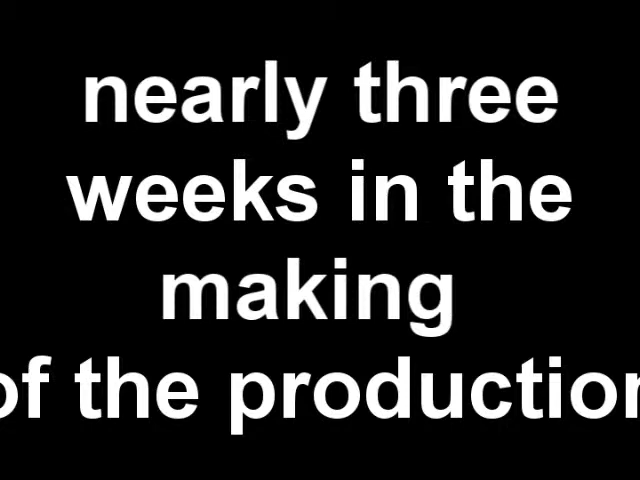 nearly three
weeks in the
making
of the production